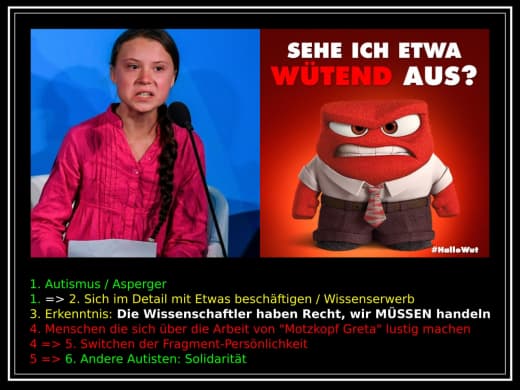 SEHE ICH ETWA
WÜTEND AUS?
#HalloWut
1. Autismus / Asperger
1. => 2. Sich im Detail mit Etwas beschäftigen / Wissenserwerb
3. Erkenntnis: Die Wissenschaftler haben Recht, wir MÜSSEN handeln
4. Menschen die sich über die Arbeit von "Motzkopf Greta" lustig machen
4 => 5. Switchen der Fragment-Persönlichkeit
5 => 6. Andere Autisten: Solidarität